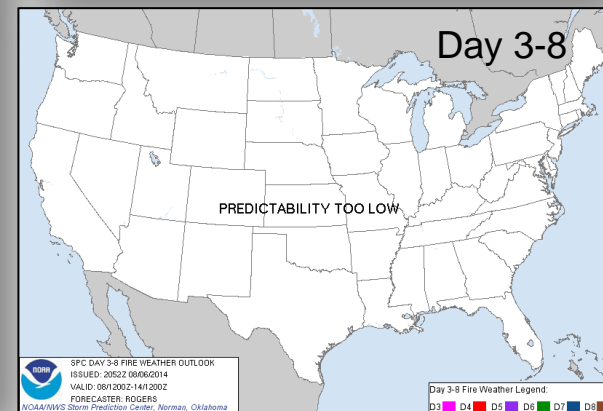 Day 3-8
PREDICTABILITY TOO LOW
NOAA
SPC DAY 3-8 FIRE WEATHER OUTLOOK
ISSUED: 2052Z 08/06/2014
VALID: 08/1200Z-14/1200Z
FORECASTER: ROGERS
NOAA/NWS Storm Prediction Center, Norman, Oklahoma
Day 3-8 Fire Weather Legend:
D3 D4 D5 D6 D7 D8